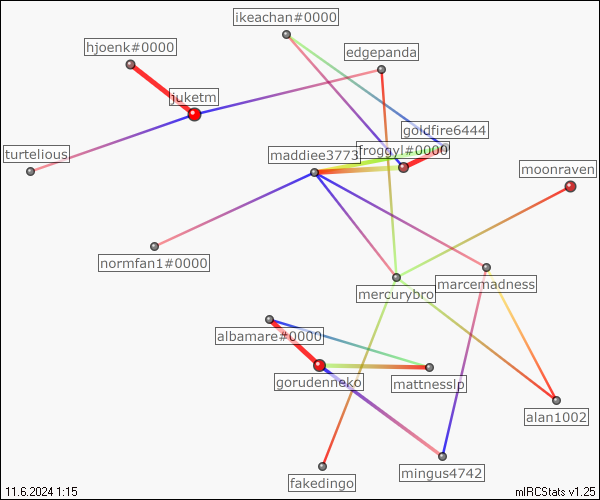 ikeachan#0000
hjoenk#0000
edgepanda
juketm
goldfire6444
turtelious
maddiee3773
froggyl#0000
moonraven
normfan1#0000
mercurybro
marcemadness
albamare#0000
gorudenneko
mattnesslp
alan1002
fakedingo
mingus4742
11.6.2024 1:15
mIRCStats v1.25